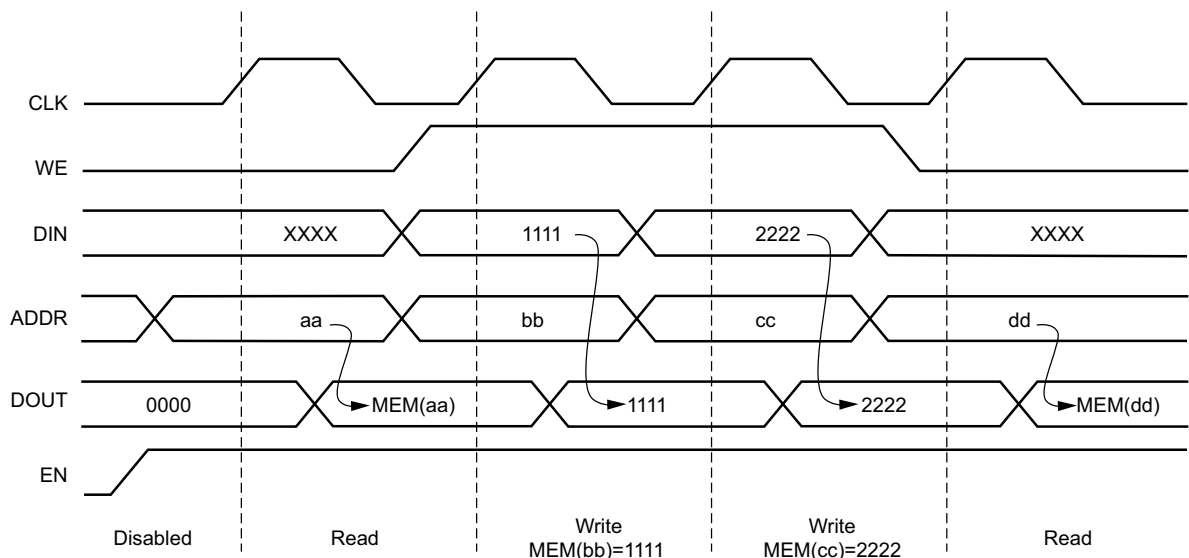 CLK
WE
DIN XXXX 1111 2222 XXXX
ADDR aa bb cc dd
DOUT 0000 MEM(aa) 1111 2222 MEM(dd)
EN
Disabled Read Write Write Read
MEM(bb)=1111 MEM(cc)=2222